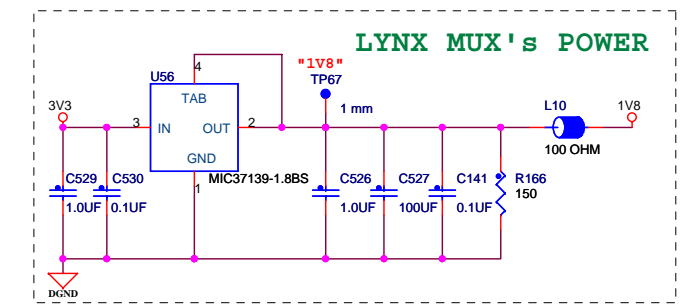 LYNX MUX's POWER
"1V8"
TP67
1 mm
U56
4
TAB
3V3
3
IN
OUT
2
GND
1
MIC37139-1.8BS
L10
100 OHM
1V8
C529
1.0UF
C530
0.1UF
C526
1.0UF
C527
100UF
C141
0.1UF
R166
150
DGND